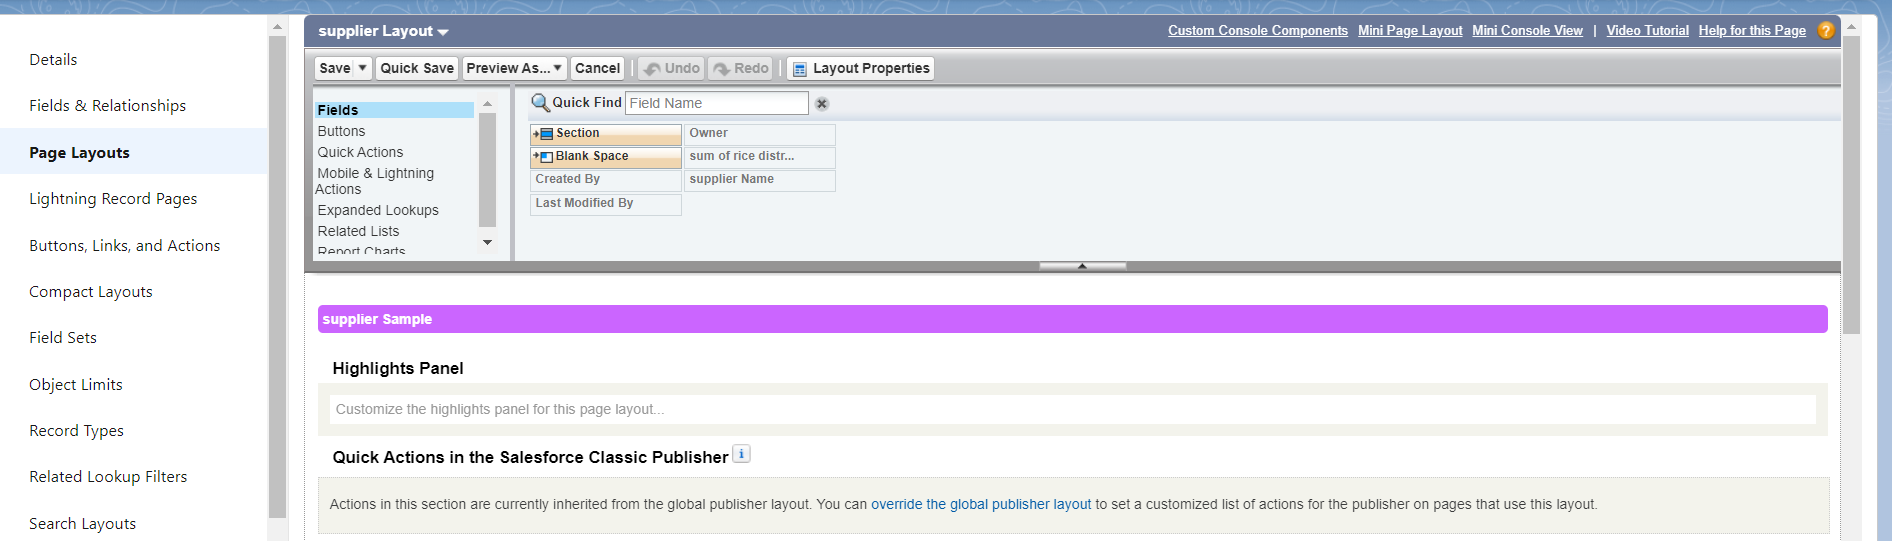 Details
Fields & Relationships
Page Layouts
Lightning Record Pages
Buttons, Links, and Actions
Compact Layouts
Field Sets
Object Limits
Record Types
Related Lookup Filters
Search Layouts
supplier Layout
Custom Console Components Mini Page Layout Mini Console View | Video Tutorial Help for this Page ?
Save Quick Save Preview As... Cancel Undo Redo Layout Properties
Fields
Buttons
Quick Actions
Mobile & Lightning
Actions
Expanded Lookups
Related Lists
Report Charts
Quick Find Field Name
Section Owner
Blank Space sum of rice distr...
Created By supplier Name
Last Modified By
supplier Sample
Highlights Panel
Customize the highlights panel for this page layout...
Quick Actions in the Salesforce Classic Publisher i
Actions in this section are currently inherited from the global publisher layout. You can override the global publisher layout to set a customized list of actions for the publisher on pages that use this layout.